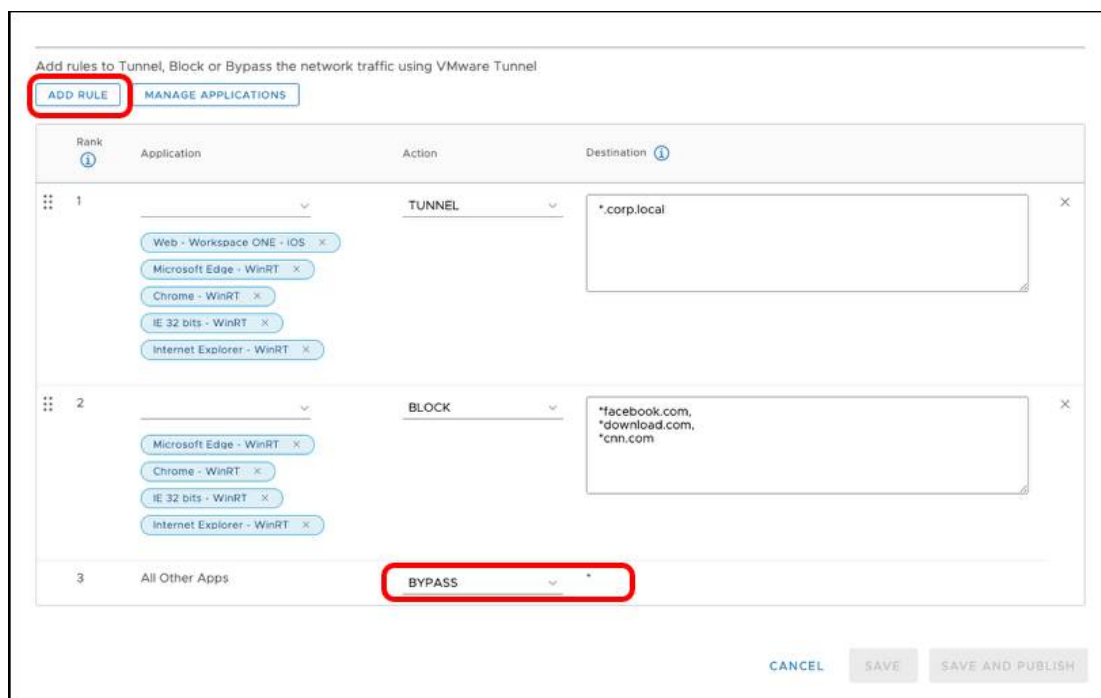 Add rules to Tunnel, Block or Bypass the network traffic using VMware Tunnel
ADD RULE MANAGE APPLICATIONS
Rank Application Action Destination
1 TUNNEL *.corp.local
Web - Workspace ONE - iOS ×
Microsoft Edge - WinRT ×
Chrome - WinRT ×
IE 32 bits - WinRT ×
Internet Explorer - WinRT ×
2 BLOCK *facebook.com,
*download.com,
*cnn.com
Microsoft Edge - WinRT ×
Chrome - WinRT ×
IE 32 bits - WinRT ×
Internet Explorer - WinRT ×
3 All Other Apps BYPASS *
CANCEL SAVE SAVE AND PUBLISH